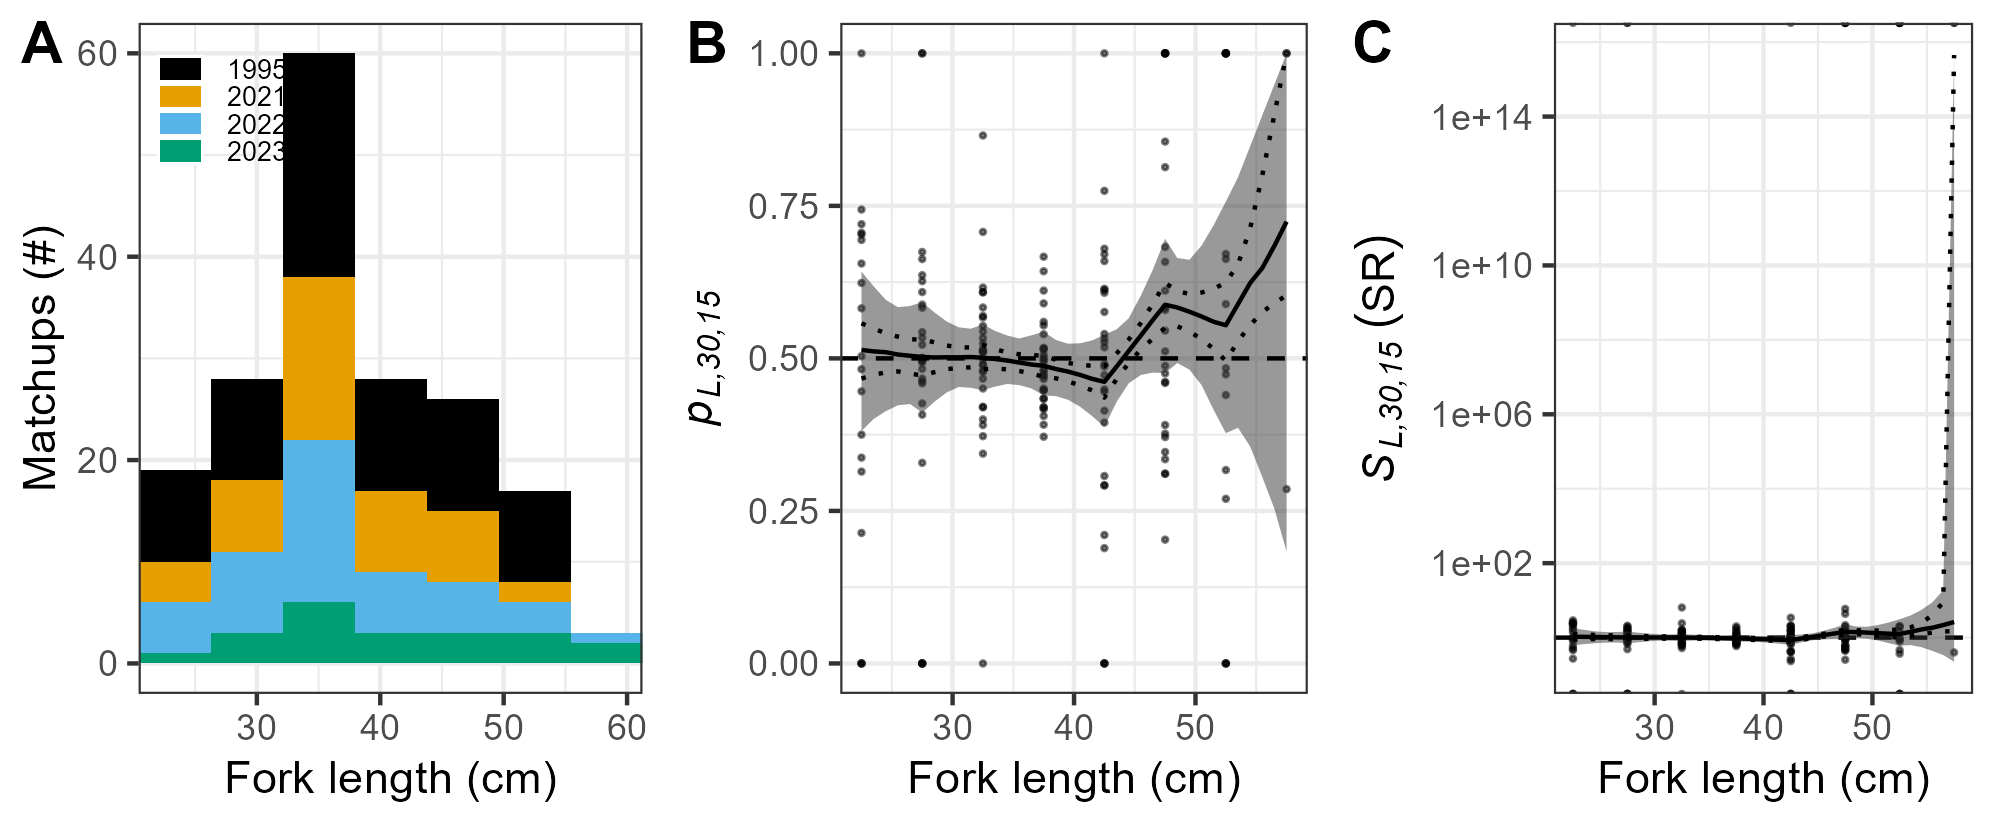 A
Matchups (#)
60
40
20
0
1995
2021
2022
2023
30 40 50 60
Fork length (cm)
B
pL,30,15
1.00
0.75
0.50
0.25
0.00
30 40 50
Fork length (cm)
C
SL,30,15 (SR)
1e+14
1e+10
1e+06
1e+02
30 40 50
Fork length (cm)